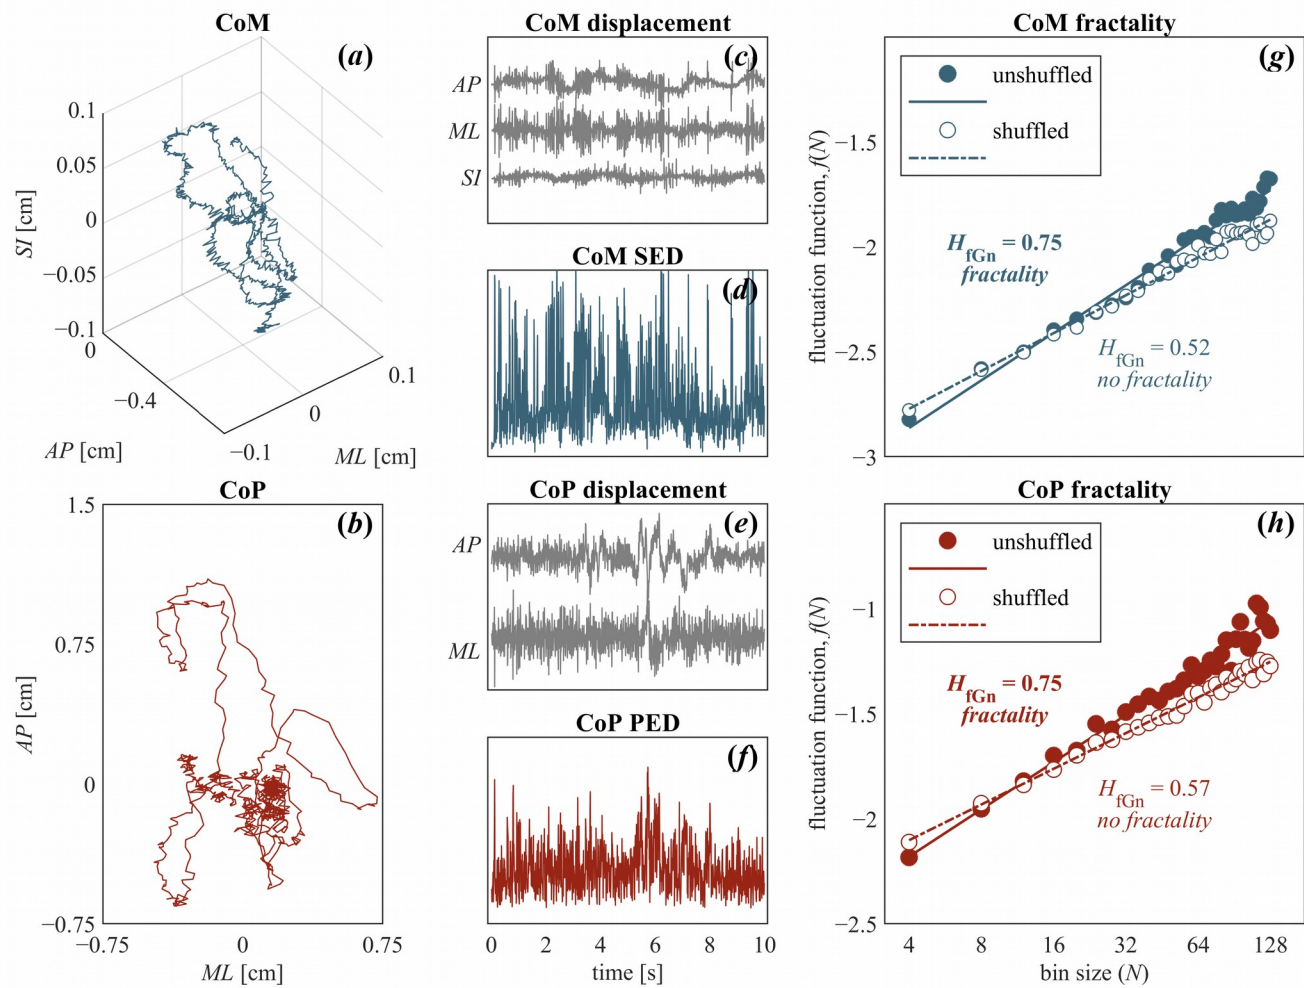 CoM
(a)
0.1
0.05
0
−0.05
−0.1
SI [cm]
0
−0.4
AP [cm]
−0.1
0
0.1
ML [cm]
CoP
(b)
1.5
0.75
0
−0.75
AP [cm]
−0.75
0
0.75
ML [cm]
CoM displacement
(c)
AP
ML
SI
CoM SED
(d)
CoP displacement
(e)
AP
ML
CoP PED
(f)
0
2
4
6
8
10
time [s]
CoM fractality
(g)
unshuffled
shuffled
fluctuation function, f(N)
−1.5
−2
−2.5
−3
HfGn = 0.75
fractality
HfGn = 0.52
no fractality
CoP fractality
(h)
unshuffled
shuffled
fluctuation function, f(N)
−1
−1.5
−2
−2.5
HfGn = 0.75
fractality
HfGn = 0.57
no fractality
4
8
16
32
64
128
bin size (N)